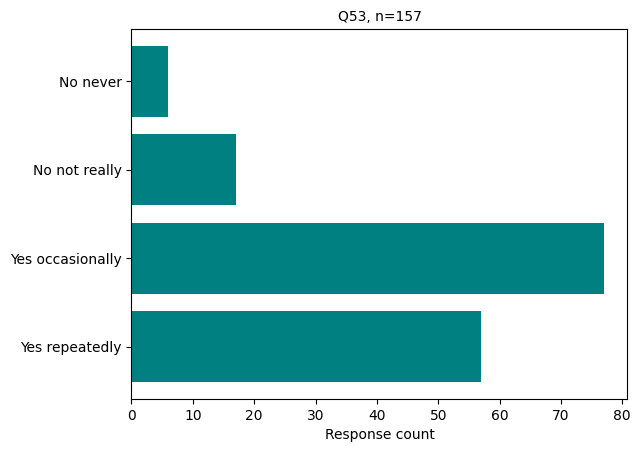 Q53, n=157
No never
No not really
Yes occasionally
Yes repeatedly
0 10 20 30 40 50 60 70 80
Response count